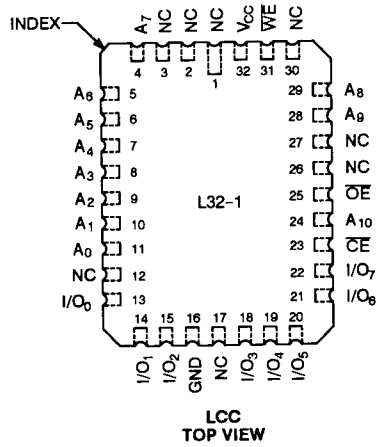 INDEX
A7 NC NC NC VCC WE NC
4 3 2 1 32 31 30
A6 5 29 A8
A5 6 28 A9
A4 7 27 NC
A3 8 26 NC
A2 9 L32-1 25 OE
A1 10 24 A10
A0 11 23 CE
NC 12 22 I/O7
I/O0 13 21 I/O6
14 15 16 17 18 19 20
I/O1 I/O2 GND NC I/O3 I/O4 I/O5
LCC
TOP VIEW